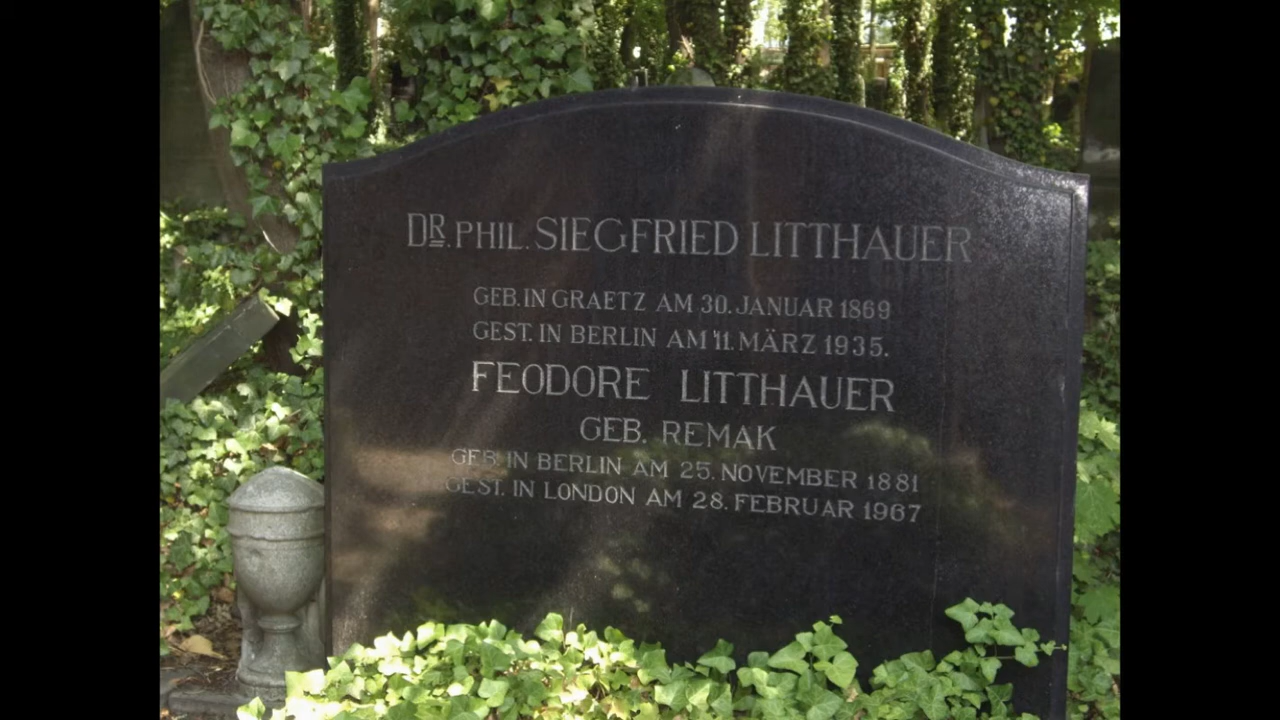 DR. PHIL. SIEGFRIED LITTHAUER
GEB. IN GRAETZ AM 30. JANUAR 1869
GEST. IN BERLIN AM 11. MÄRZ 1935.
FEODORE LITTHAUER
GEB. REMAK
GEB. IN BERLIN AM 25. NOVEMBER 1881
GEST. IN LONDON AM 28. FEBRUAR 1967